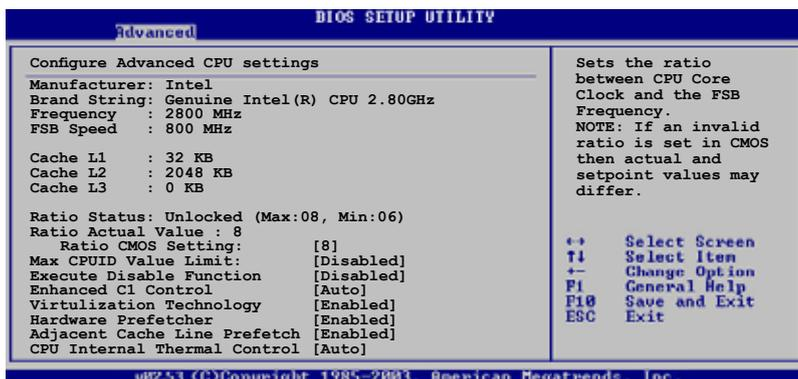 BIOS SETUP UTILITY
Advanced
Configure Advanced CPU settings
Manufacturer: Intel
Brand String: Genuine Intel(R) CPU 2.80GHz
Frequency : 2800 MHz
FSB Speed : 800 MHz
Cache L1 : 32 KB
Cache L2 : 2048 KB
Cache L3 : 0 KB
Ratio Status: Unlocked (Max:08, Min:06)
Ratio Actual Value : 8
Ratio CMOS Setting: [8]
Max CPUID Value Limit: [Disabled]
Execute Disable Function [Disabled]
Enhanced C1 Control [Auto]
Virtulization Technology [Enabled]
Hardware Prefetcher [Enabled]
Adjacent Cache Line Prefetch [Enabled]
CPU Internal Thermal Control [Auto]
Sets the ratio
between CPU Core
Clock and the FSB
Frequency.
NOTE: If an invalid
ratio is set in CMOS
then actual and
setpoint values may
differ.
↔ Select Screen
↑↓ Select Item
+- Change Option
F1 General Help
F10 Save and Exit
ESC Exit
v02.53 (C)Copyright 1985-2003, American Megatrends, Inc.